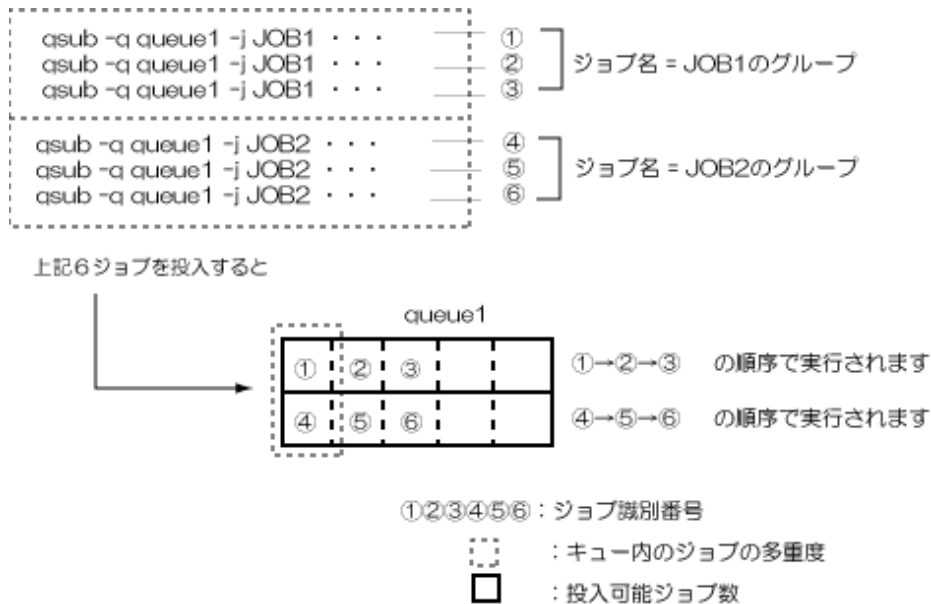 qsub -q queue1 -j JOB1 ・・・ ①
qsub -q queue1 -j JOB1 ・・・ ② ジョブ名 = JOB1のグループ
qsub -q queue1 -j JOB1 ・・・ ③
qsub -q queue1 -j JOB2 ・・・ ④
qsub -q queue1 -j JOB2 ・・・ ⑤ ジョブ名 = JOB2のグループ
qsub -q queue1 -j JOB2 ・・・ ⑥
上記6ジョブを投入すると
queue1
① ② ③ ①→②→③ の順序で実行されます
④ ⑤ ⑥ ④→⑤→⑥ の順序で実行されます
①②③④⑤⑥：ジョブ識別番号
：キュー内のジョブの多重度
：投入可能ジョブ数